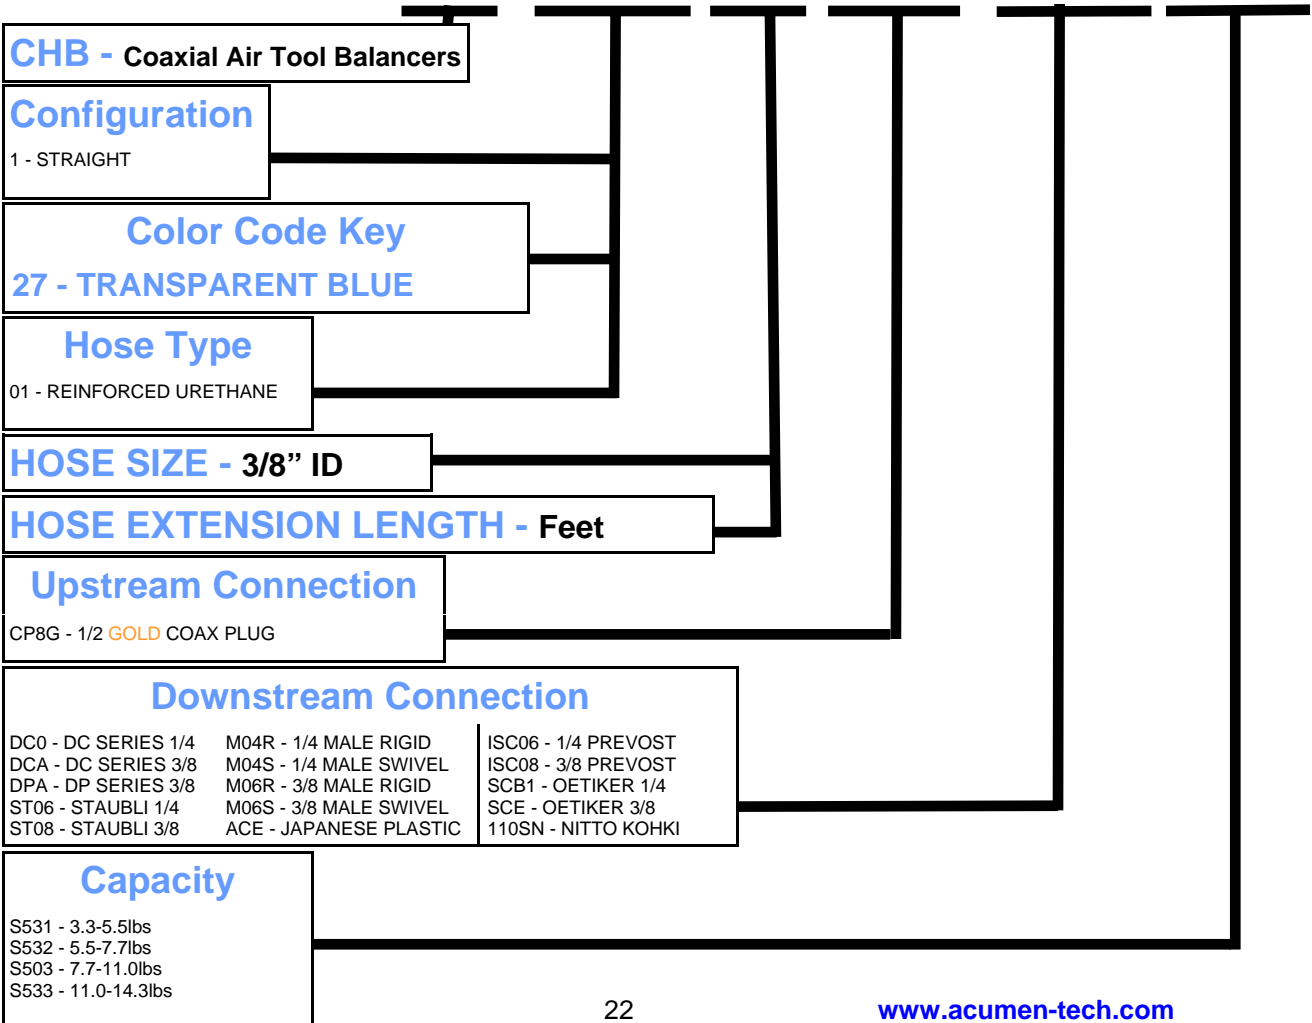 CHB - Coaxial Air Tool Balancers
Configuration
1 - STRAIGHT
Color Code Key
27 - TRANSPARENT BLUE
Hose Type
01 - REINFORCED URETHANE
HOSE SIZE - 3/8” ID
HOSE EXTENSION LENGTH - Feet
Upstream Connection
CP8G - 1/2 GOLD COAX PLUG
Downstream Connection
DC0 - DC SERIES 1/4
DCA - DC SERIES 3/8
DPA - DP SERIES 3/8
ST06 - STAUBLI 1/4
ST08 - STAUBLI 3/8
M04R - 1/4 MALE RIGID
M04S - 1/4 MALE SWIVEL
M06R - 3/8 MALE RIGID
M06S - 3/8 MALE SWIVEL
ACE - JAPANESE PLASTIC
ISC06 - 1/4 PREVOST
ISC08 - 3/8 PREVOST
SCB1 - OETIKER 1/4
SCE - OETIKER 3/8
110SN - NITTO KOHKI
Capacity
S531 - 3.3-5.5lbs
S532 - 5.5-7.7lbs
S503 - 7.7-11.0lbs
S533 - 11.0-14.3lbs
22
www.acumen-tech.com